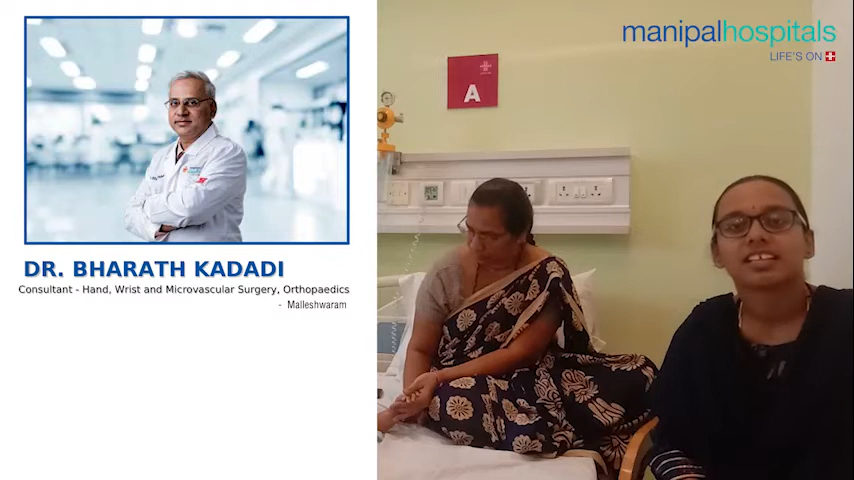 DR. BHARATH KADADI
Consultant - Hand, Wrist and Microvascular Surgery, Orthopaedics
- Malleshwaram
manipalhospitals
LIFE'S ON
A